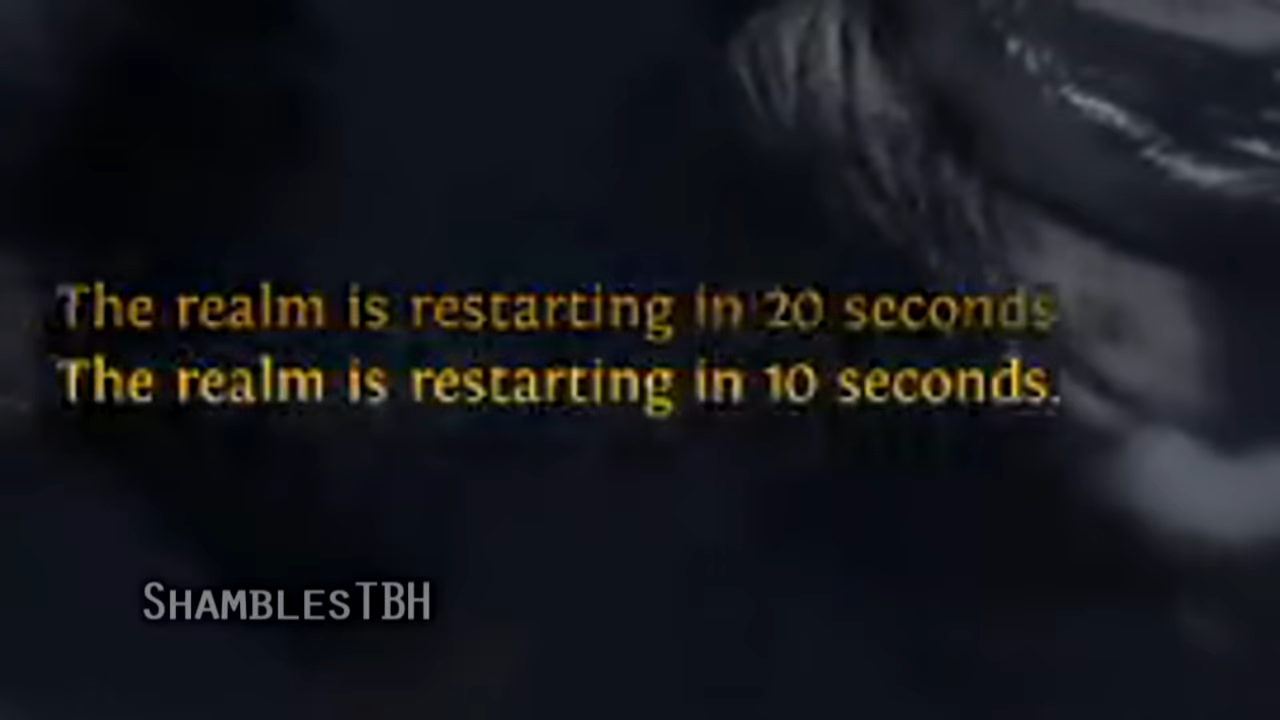 The realm is restarting in 20 seconds
The realm is restarting in 10 seconds.
SHAMBLESTBH